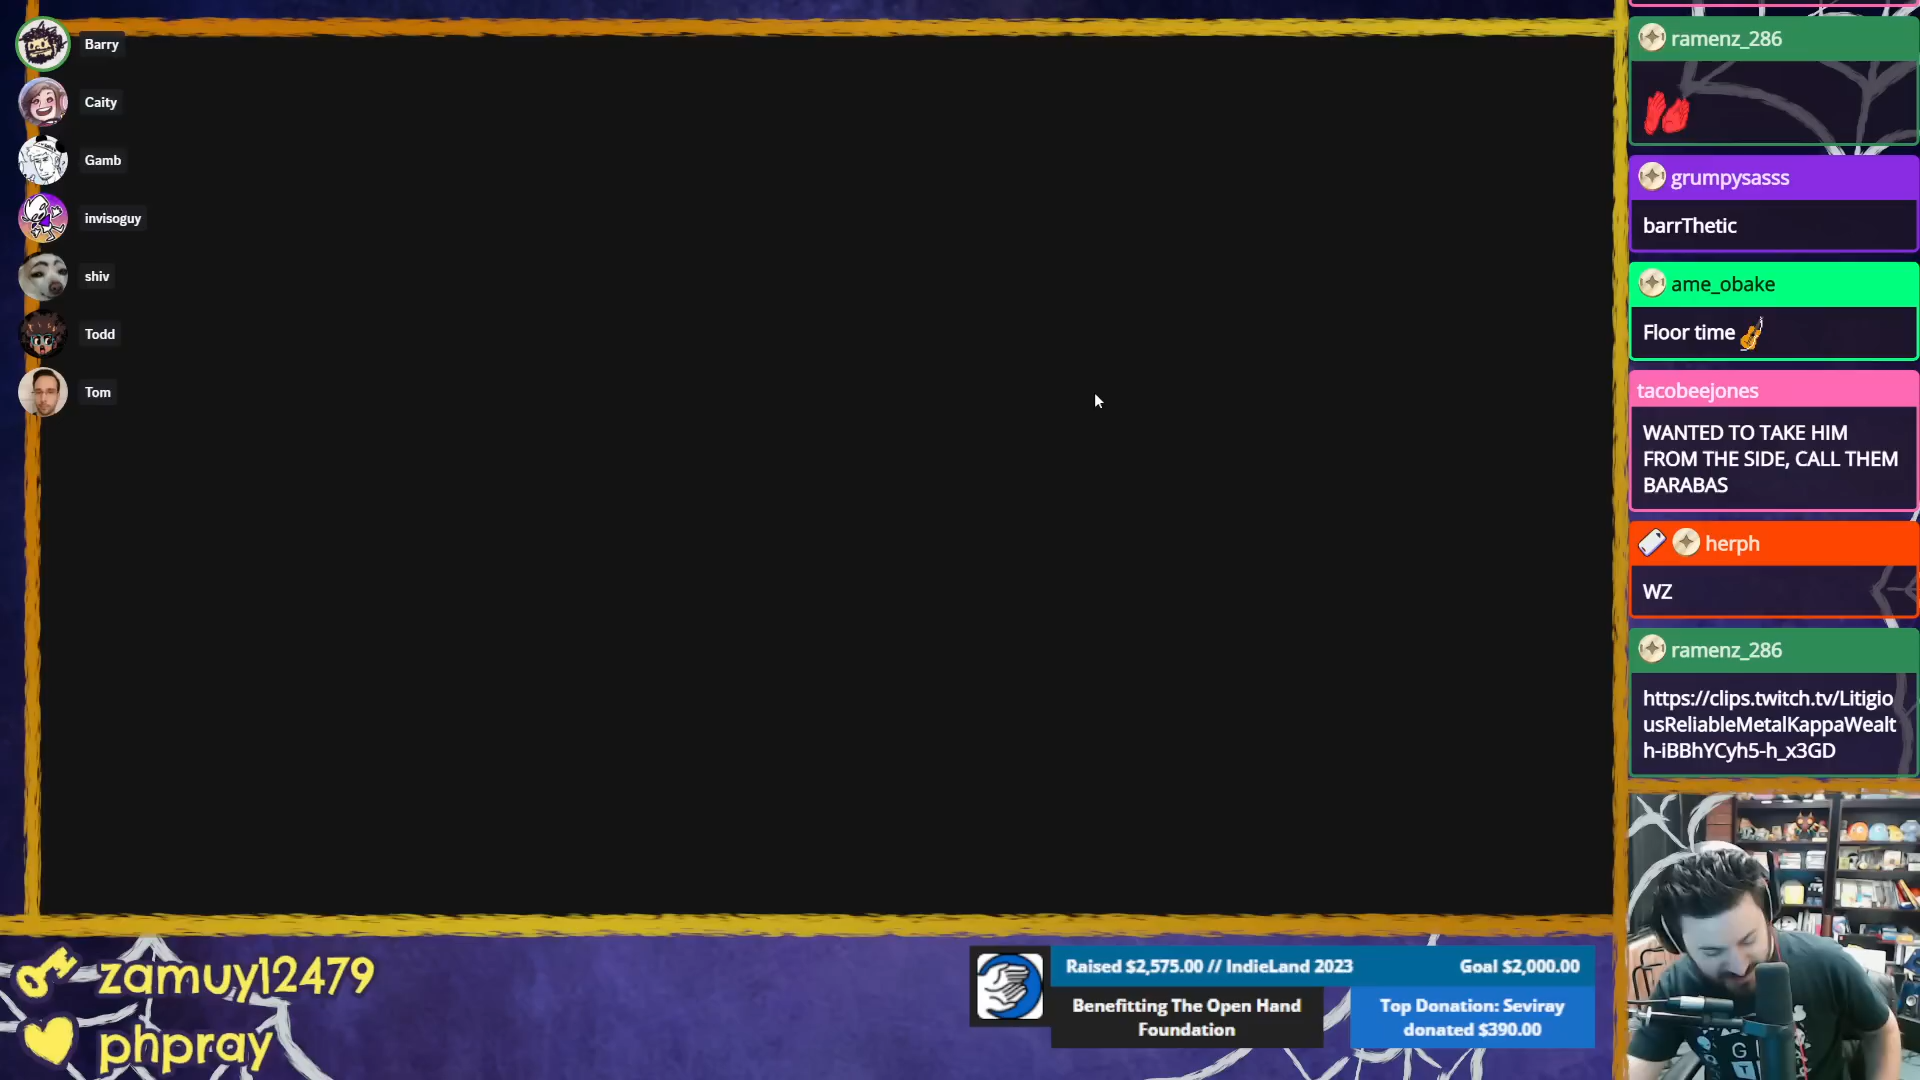 Barry
Caity
Gamb
invisoguy
shiv
Todd
Tom
ramenz_286
grumpysasss
barrThetic
ame_obake
Floor time
tacobeejones
WANTED TO TAKE HIM
FROM THE SIDE, CALL THEM
BARABAS
herph
WZ
ramenz_286
https://clips.twitch.tv/Litigio
usReliableMetalKappaWealt
h-iBBhYCyh5-h_x3GD
zamuy12479
phpray
Raised $2,575.00 // IndieLand 2023
Goal $2,000.00
Benefitting The Open Hand
Foundation
Top Donation: Seviray
donated $390.00